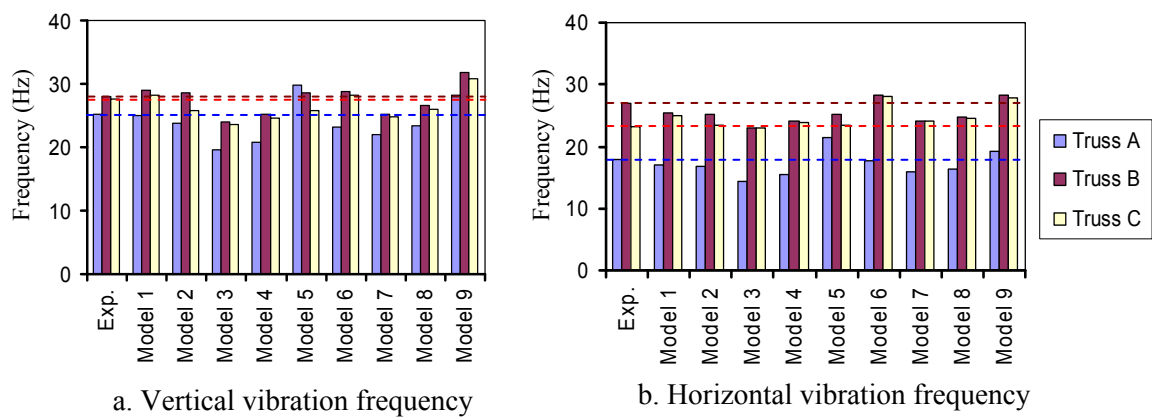 40
30
20
10
0
Frequency (Hz)
Exp.
Model 1
Model 2
Model 3
Model 4
Model 5
Model 6
Model 7
Model 8
Model 9
a. Vertical vibration frequency
40
30
20
10
0
Frequency (Hz)
Exp.
Model 1
Model 2
Model 3
Model 4
Model 5
Model 6
Model 7
Model 8
Model 9
b. Horizontal vibration frequency
Truss A
Truss B
Truss C